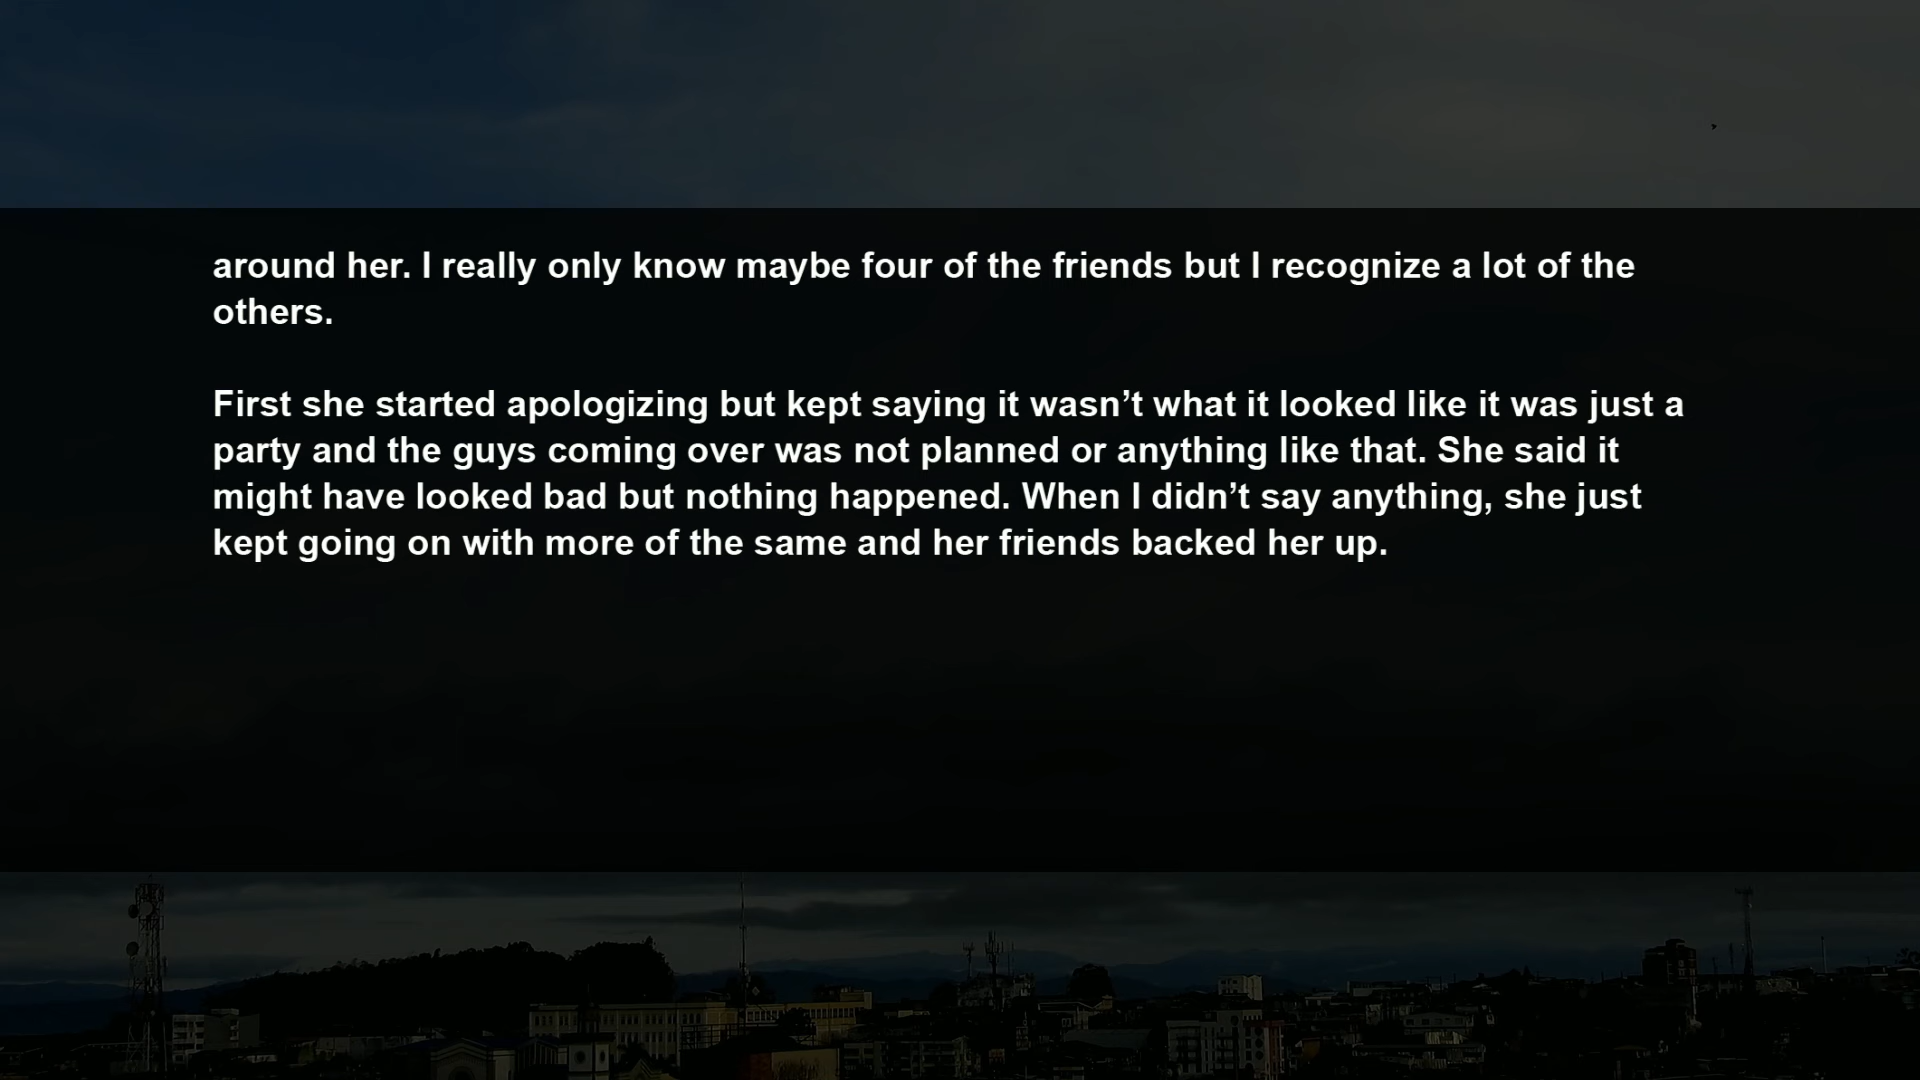 around her. I really only know maybe four of the friends but I recognize a lot of the
others.
First she started apologizing but kept saying it wasn’t what it looked like it was just a
party and the guys coming over was not planned or anything like that. She said it
might have looked bad but nothing happened. When I didn’t say anything, she just
kept going on with more of the same and her friends backed her up.